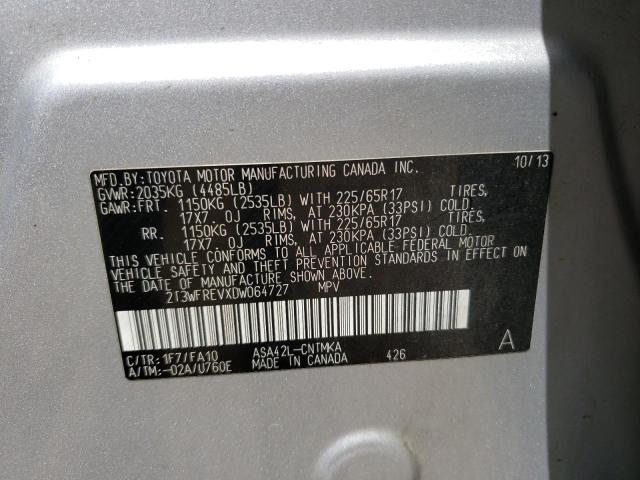 MFD.BY:TOYOTA MOTOR MANUFACTURING CANADA INC. 10/13
GVWR:2035KG (4485LB)
GAWR:FRT. 1150KG (2535LB) WITH 225/65R17 TIRES,
17X7.0J RIMS, AT 230KPA (33PSI) COLD.
RR. 1150KG (2535LB) WITH 225/65R17 TIRES,
17X7.0J RIMS, AT 230KPA (33PSI) COLD.
THIS VEHICLE CONFORMS TO ALL APPLICABLE FEDERAL MOTOR
VEHICLE SAFETY AND THEFT PREVENTION STANDARDS IN EFFECT ON
THE DATE OF MANUFACTURE SHOWN ABOVE.
2T3WFREVXDW064727 MPV
C/TR:1F7/FA10 ASA42L-CNTMKA A
A/TM:-02A/U760E MADE IN CANADA 426